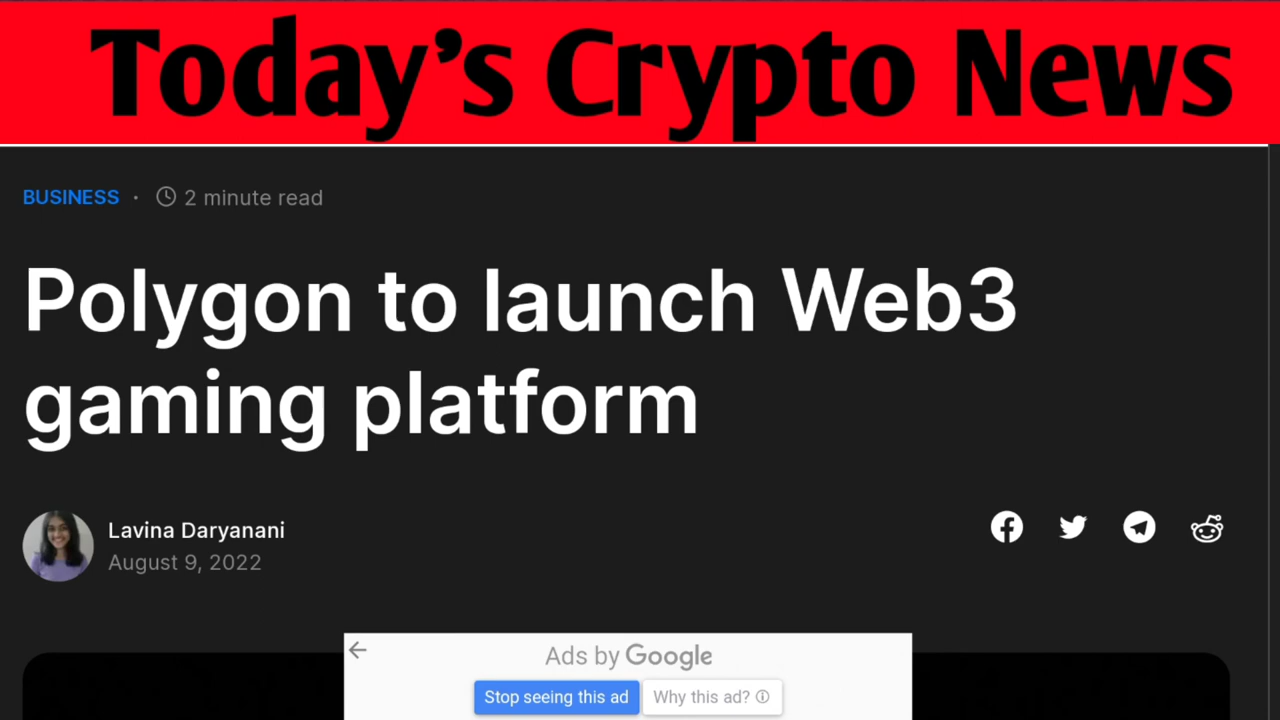 Today's Crypto News
BUSINESS · 2 minute read
Polygon to launch Web3
gaming platform
Lavina Daryanani
August 9, 2022
Ads by Google
Stop seeing this ad
Why this ad?